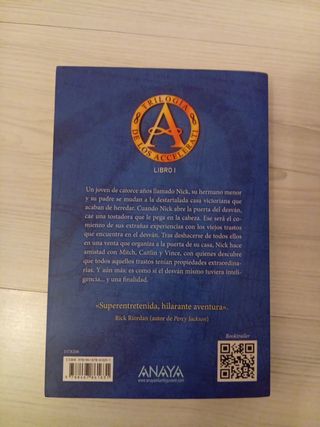 TRILOGÍA
DE LOS ACCELERATI
A
LIBRO I
Un joven de catorce años llamado Nick, su hermano menor
y su padre se mudan a la destartalada casa victoriana que
acaban de heredar. Cuando Nick abre la puerta del desván,
cae una tostadora que le pega en la cabeza. Ese será el co-
mienzo de sus extrañas experiencias con los viejos trastos
que encuentra en el desván. Tras deshacerse de todos ellos
en una venta que organiza a la puerta de su casa, Nick hace
amistad con Mitch, Caitlin y Vince, con quienes descubre
que todos aquellos trastos tenían propiedades extraordina-
rias. Y aún más: es como si el desván mismo tuviera inteli-
gencia... y una finalidad.
«Superentretenida, hilarante aventura».
Rick Riordan (autor de Percy Jackson)
Booktrailer
ANAYA